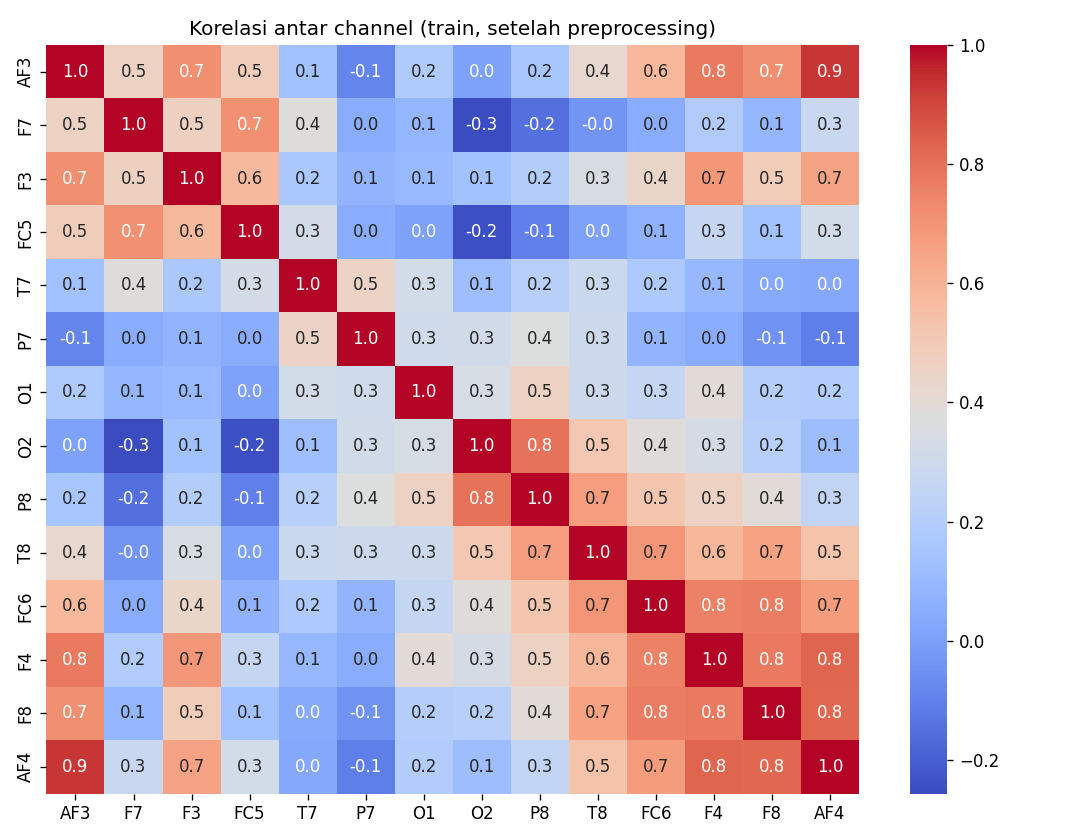 Korelasi antar channel (train, setelah preprocessing)
AF3 1.0 0.5 0.7 0.5 0.1 -0.1 0.2 0.0 0.2 0.4 0.6 0.8 0.7 0.9
F7 0.5 1.0 0.5 0.7 0.4 0.0 0.1 -0.3 -0.2 -0.0 0.0 0.2 0.1 0.3
F3 0.7 0.5 1.0 0.6 0.2 0.1 0.1 0.1 0.2 0.3 0.4 0.7 0.5 0.7
FC5 0.5 0.7 0.6 1.0 0.3 0.0 0.0 -0.2 -0.1 0.0 0.1 0.3 0.1 0.3
T7 0.1 0.4 0.2 0.3 1.0 0.5 0.3 0.1 0.2 0.3 0.2 0.1 0.0 0.0
P7 -0.1 0.0 0.1 0.0 0.5 1.0 0.3 0.3 0.4 0.3 0.1 0.0 -0.1 -0.1
O1 0.2 0.1 0.1 0.0 0.3 0.3 1.0 0.3 0.5 0.3 0.3 0.4 0.2 0.2
O2 0.0 -0.3 0.1 -0.2 0.1 0.3 0.3 1.0 0.8 0.5 0.4 0.3 0.2 0.1
P8 0.2 -0.2 0.2 -0.1 0.2 0.4 0.5 0.8 1.0 0.7 0.5 0.5 0.4 0.3
T8 0.4 -0.0 0.3 0.0 0.3 0.3 0.3 0.5 0.7 1.0 0.7 0.6 0.7 0.5
FC6 0.6 0.0 0.4 0.1 0.2 0.1 0.3 0.4 0.5 0.7 1.0 0.8 0.8 0.7
F4 0.8 0.2 0.7 0.3 0.1 0.0 0.4 0.3 0.5 0.6 0.8 1.0 0.8 0.8
F8 0.7 0.1 0.5 0.1 0.0 -0.1 0.2 0.2 0.4 0.7 0.8 0.8 1.0 0.8
AF4 0.9 0.3 0.7 0.3 0.0 -0.1 0.2 0.1 0.3 0.5 0.7 0.8 0.8 1.0
AF3 F7 F3 FC5 T7 P7 O1 O2 P8 T8 FC6 F4 F8 AF4
1.0
0.8
0.6
0.4
0.2
0.0
−0.2